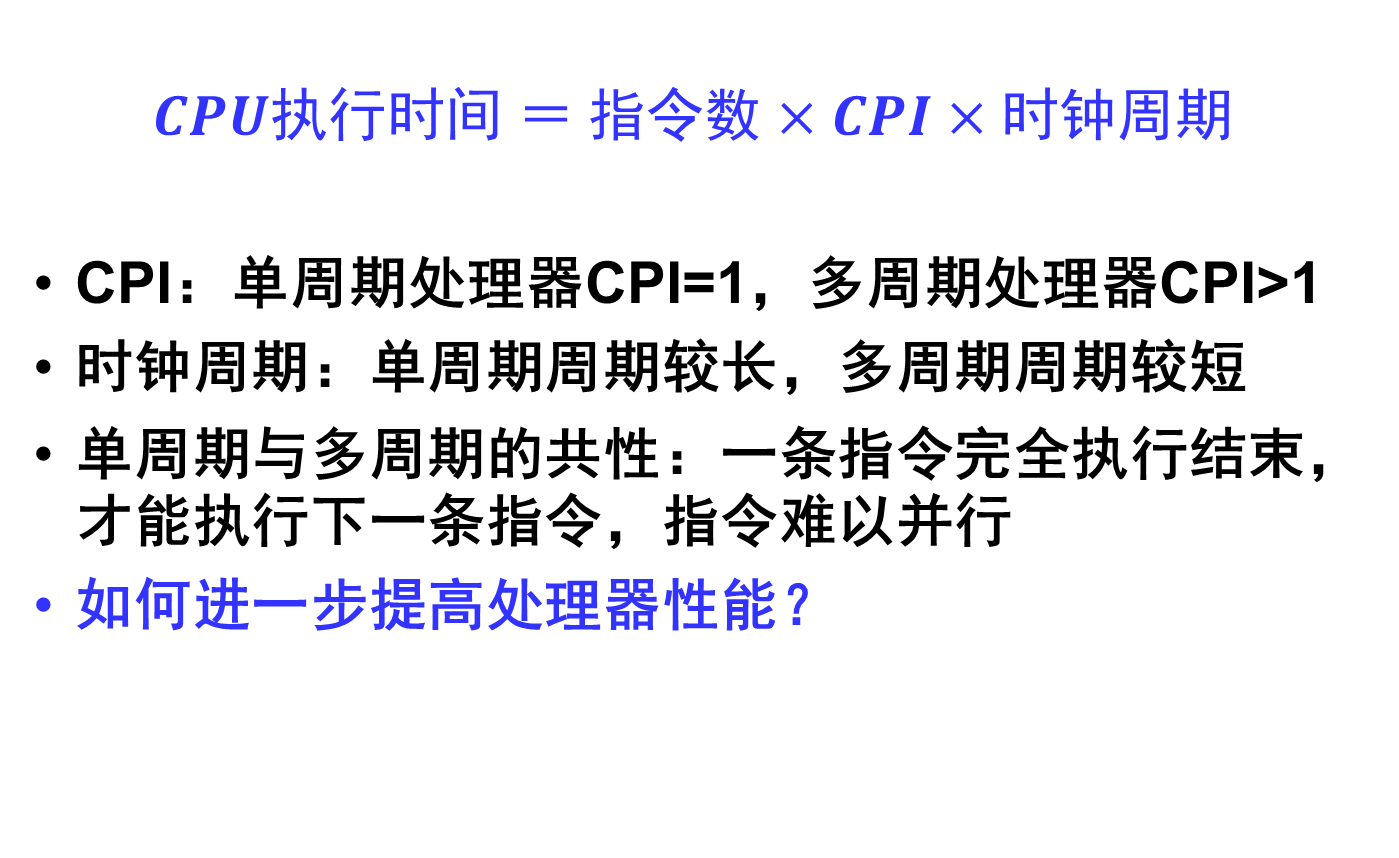 CPU执行时间 = 指令数 × CPI × 时钟周期
• CPI：单周期处理器CPI=1，多周期处理器CPI>1
• 时钟周期：单周期周期较长，多周期周期较短
• 单周期与多周期的共性：一条指令完全执行结束，
才能执行下一条指令，指令难以并行
• 如何进一步提高处理器性能？